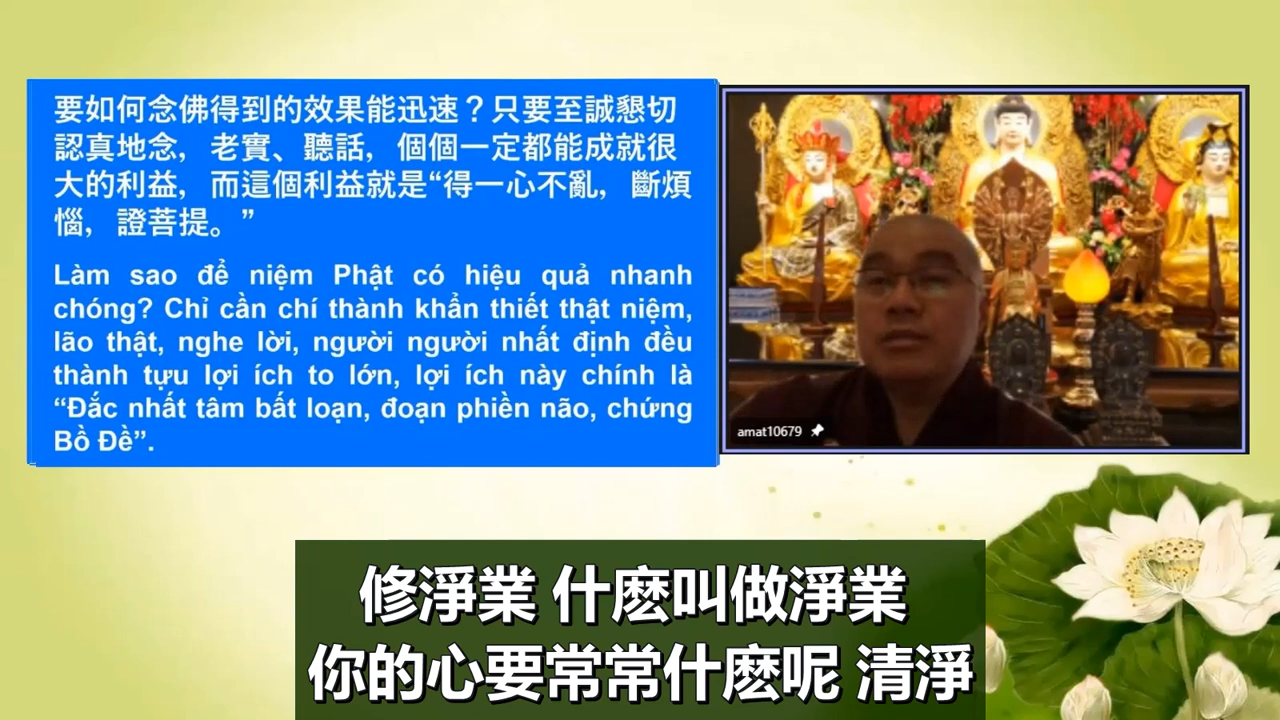 要如何念佛得到的效果能迅速？只要至誠懇切
認真地念，老實、聽話，個個一定都能成就很
大的利益，而這個利益就是“得一心不亂，斷煩
惱，證菩提。”
Làm sao để niệm Phật có hiệu quả nhanh
chóng? Chỉ cần chí thành khẩn thiết thật niệm,
lão thật, nghe lời, người người nhất định đều
thành tựu lợi ích to lớn, lợi ích này chính là
“Đắc nhất tâm bất loạn, đoạn phiền não, chứng
Bồ Đề”.
amat10679
修淨業 什麽叫做淨業
你的心要常常什麽呢 清淨